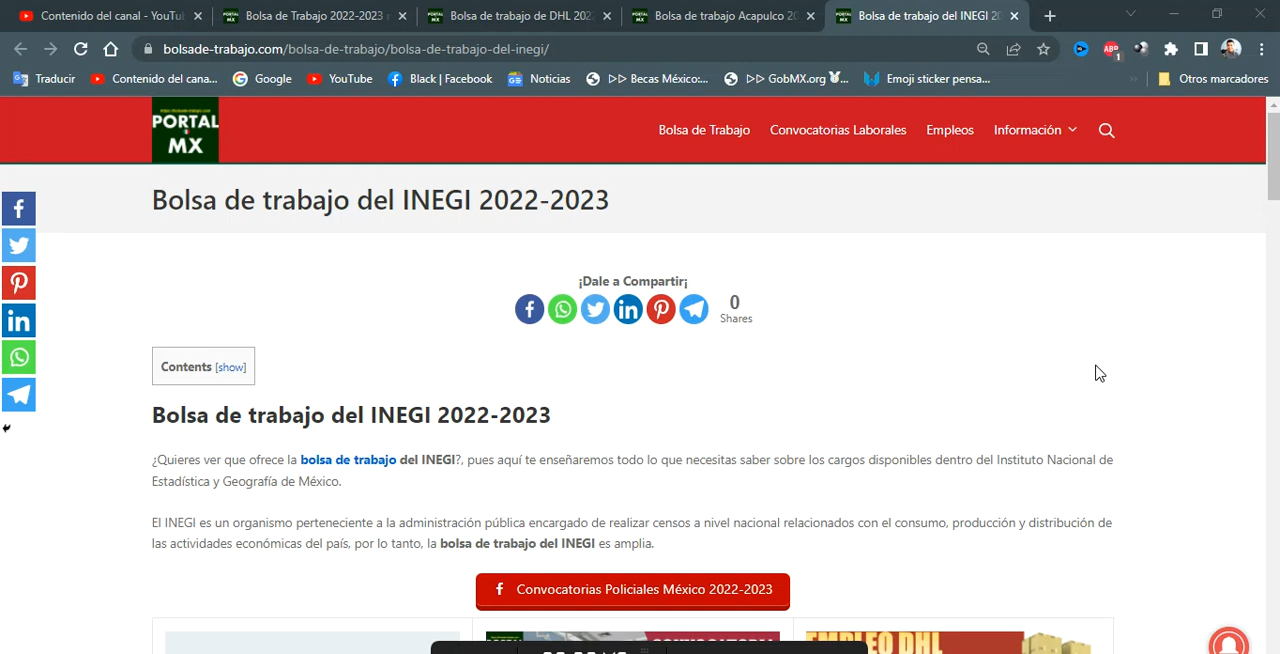 Contenido del canal - YouTu
Bolsa de Trabajo 2022-2023
Bolsa de trabajo de DHL 202
Bolsa de trabajo Acapulco 20
Bolsa de trabajo del INEGI 20
bolsade-trabajo.com/bolsa-de-trabajo/bolsa-de-trabajo-del-inegi/
ABP
1
Traducir
Contenido del cana...
Google
YouTube
Black | Facebook
Noticias
▷▷ Becas México:...
▷▷ GobMX.org...
Emoji sticker pensa...
Otros marcadores
PORTAL
MX
Bolsa de Trabajo
Convocatorias Laborales
Empleos
Información
Bolsa de trabajo del INEGI 2022-2023
¡Dale a Compartir¡
0
Shares
Contents [show]
Bolsa de trabajo del INEGI 2022-2023
¿Quieres ver que ofrece la bolsa de trabajo del INEGI?, pues aquí te enseñaremos todo lo que necesitas saber sobre los cargos disponibles dentro del Instituto Nacional de
Estadística y Geografía de México.
El INEGI es un organismo perteneciente a la administración pública encargado de realizar censos a nivel nacional relacionados con el consumo, producción y distribución de
las actividades económicas del país, por lo tanto, la bolsa de trabajo del INEGI es amplia.
Convocatorias Policiales México 2022-2023
EMPLEO DHL